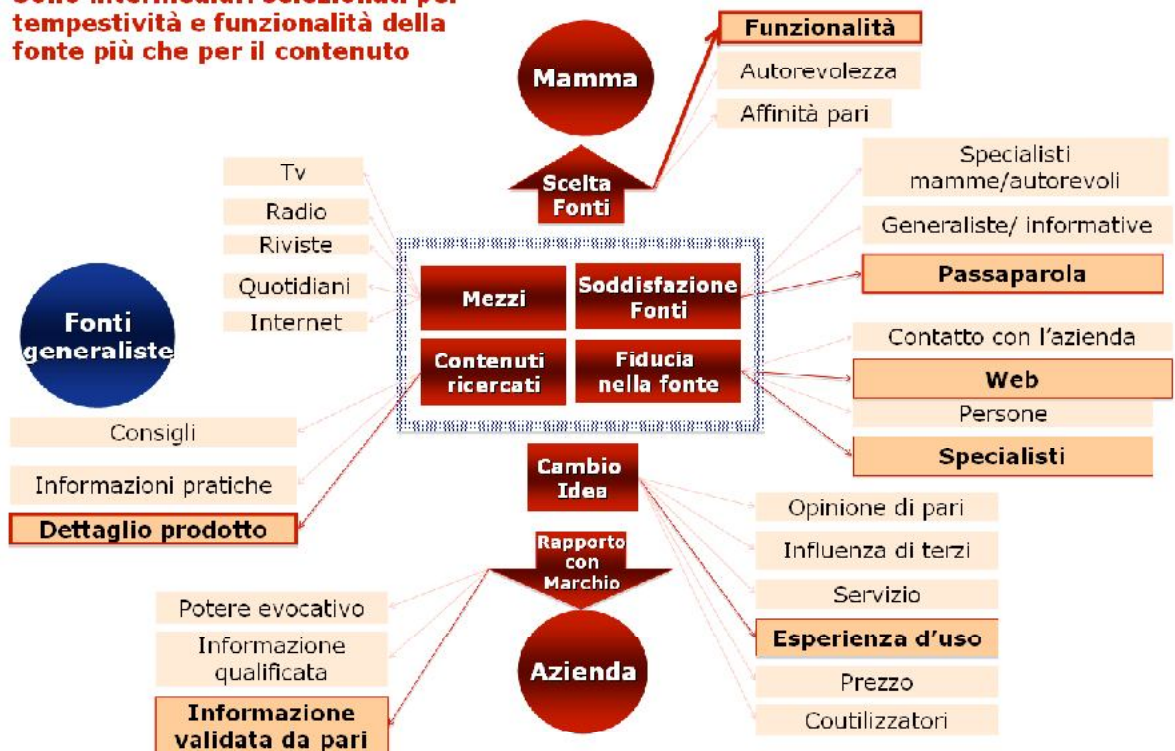 tempestività e funzionalità della
fonte più che per il contenuto
Mamma
Funzionalità
Autorevolezza
Affinità pari
Scelta
Fonti
Tv
Radio
Riviste
Quotidiani
Internet
Specialisti
mamme/autorevoli
Generaliste/ informative
Passaparola
Fonti
generaliste
Mezzi
Soddisfazione
Fonti
Contenuti
ricercati
Fiducia
nella fonte
Contatto con l'azienda
Web
Persone
Specialisti
Consigli
Informazioni pratiche
Dettaglio prodotto
Cambio
Idea
Opinione di pari
Influenza di terzi
Servizio
Esperienza d'uso
Prezzo
Coutilizzatori
Rapporto
con
Marchio
Potere evocativo
Informazione
qualificata
Informazione
validata da pari
Azienda